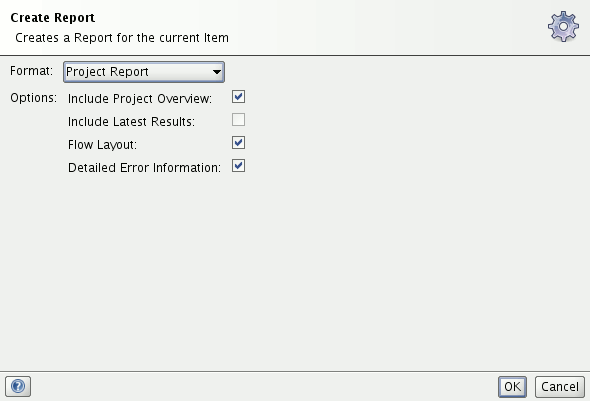 Create Report
Creates a Report for the current Item
Format: Project Report
Options: Include Project Overview:
Include Latest Results:
Flow Layout:
Detailed Error Information:
? OK Cancel